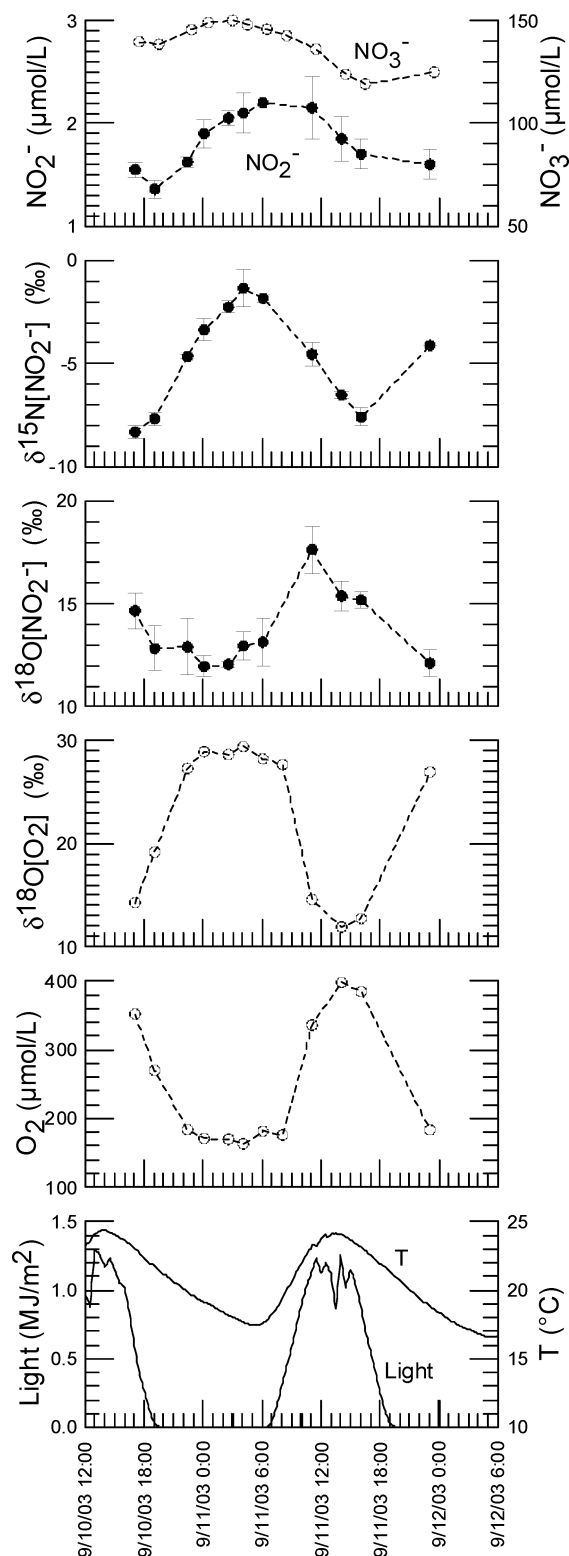 3
2
1
NO₂⁻ (µmol/L)
150
100
50
NO₃⁻ (µmol/L)
NO₃⁻
NO₂⁻
0
-5
-10
δ¹⁵N[NO₂⁻] (‰)
20
15
10
δ¹⁸O[NO₂⁻] (‰)
30
20
10
δ¹⁸O[O₂] (‰)
400
300
200
100
O₂ (µmol/L)
1.5
1.0
0.5
0.0
Light (MJ/m²)
25
20
15
10
T (°C)
T
Light
9/10/03 12:00
9/10/03 18:00
9/11/03 0:00
9/11/03 6:00
9/11/03 12:00
9/11/03 18:00
9/12/03 0:00
9/12/03 6:00